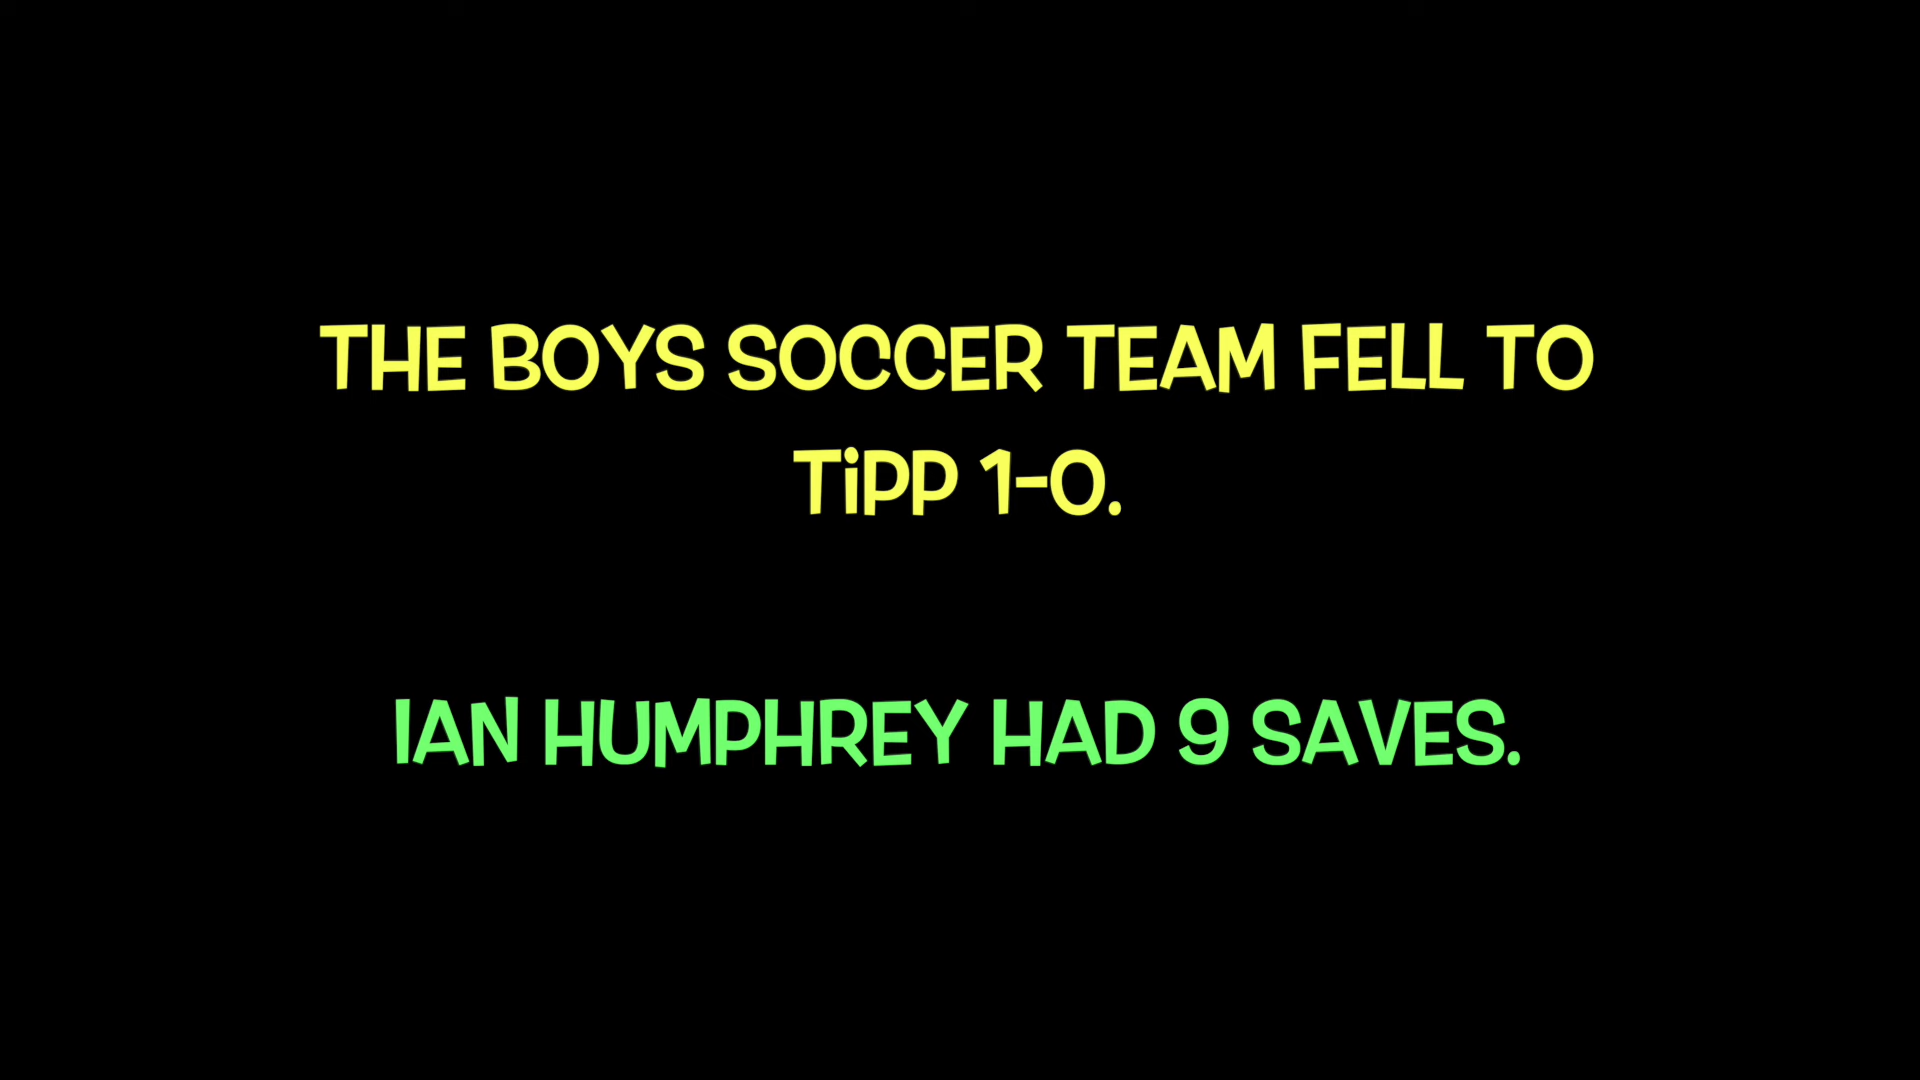 THE BOYS SOCCER TEAM FELL TO
TiPP 1-0.
IAN HUMPHREY HAD 9 SAVES.